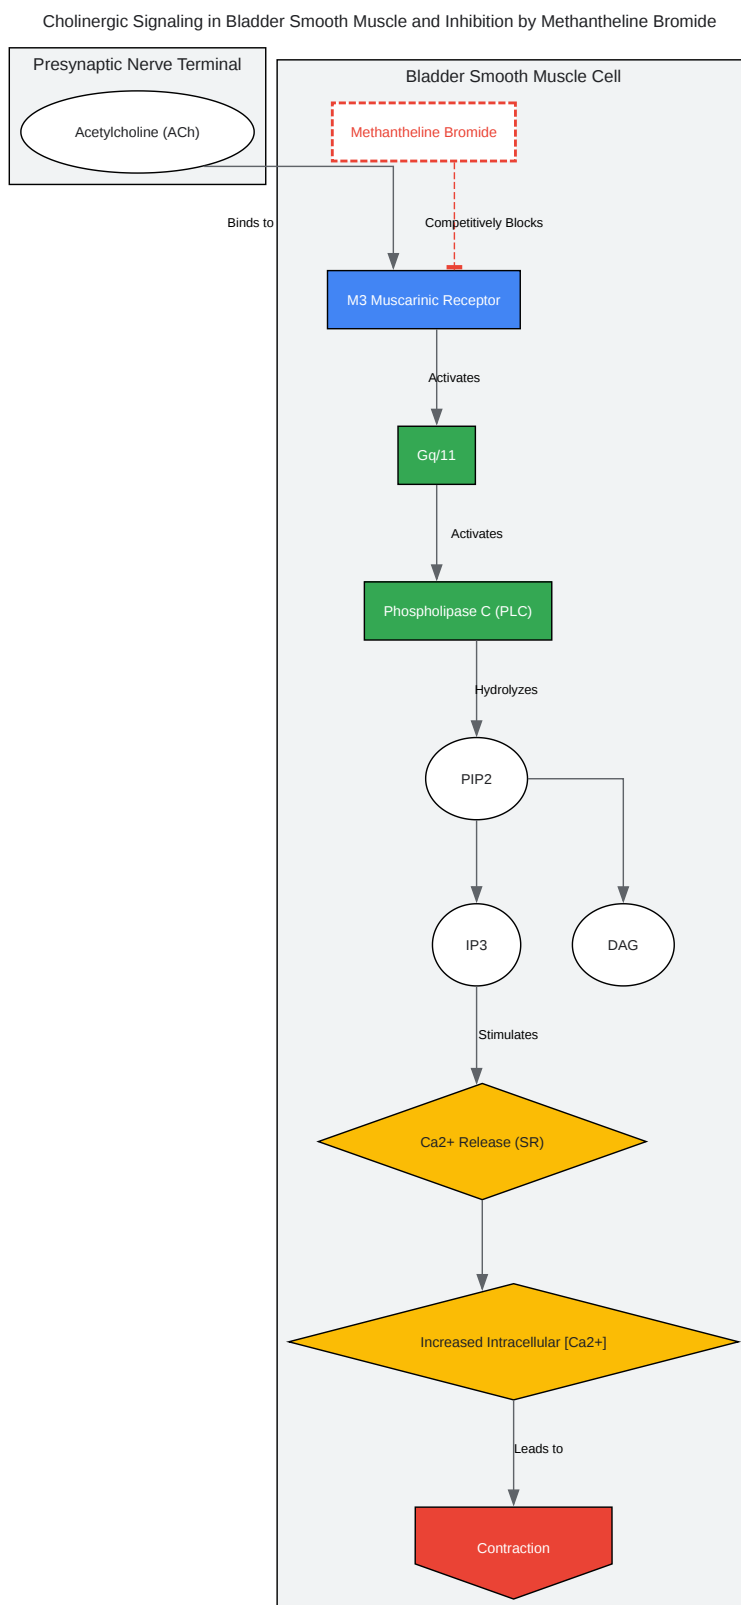 Cholinergic Signaling in Bladder Smooth Muscle and Inhibition by Methantheline Bromide
Presynaptic Nerve Terminal
Bladder Smooth Muscle Cell
Acetylcholine (ACh)
Methantheline Bromide
Binds to
Competitively Blocks
M3 Muscarinic Receptor
Activates
Gq/11
Activates
Phospholipase C (PLC)
Hydrolyzes
PIP2
IP3
DAG
Stimulates
Ca2+ Release (SR)
Increased Intracellular [Ca2+]
Leads to
Contraction